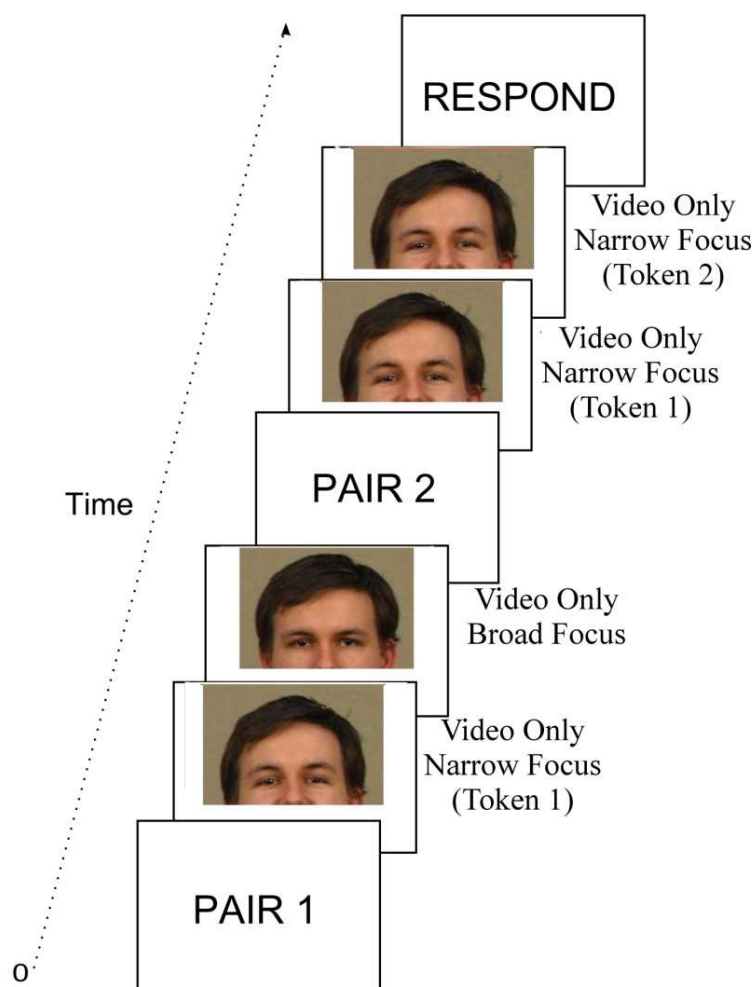 RESPOND
Video Only
Narrow Focus
(Token 2)
Video Only
Narrow Focus
(Token 1)
PAIR 2
Time
Video Only
Broad Focus
Video Only
Narrow Focus
(Token 1)
PAIR 1
0